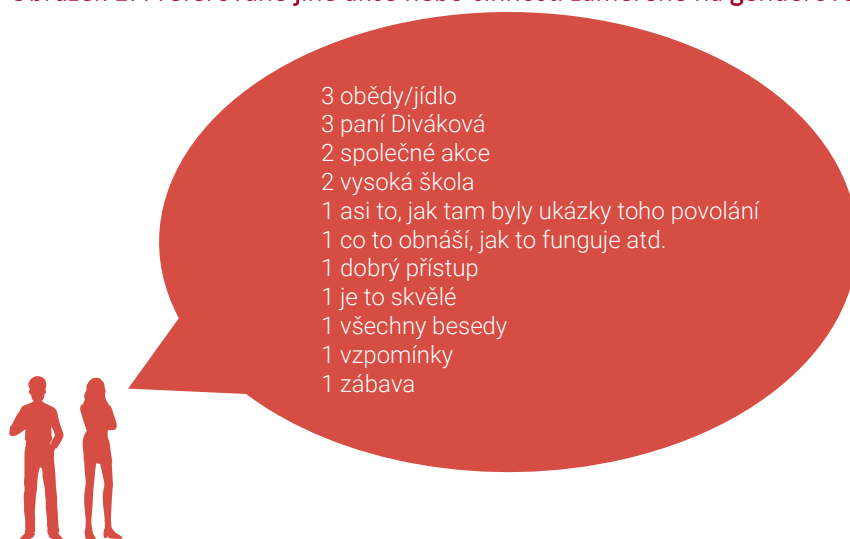 3 obědy/jídlo
3 paní Diváková
2 společné akce
2 vysoká škola
1 asi to, jak tam byly ukázky toho povolání
1 co to obnáší, jak to funguje atd.
1 dobrý přístup
1 je to skvělé
1 všechny besedy
1 vzpomínky
1 zábava